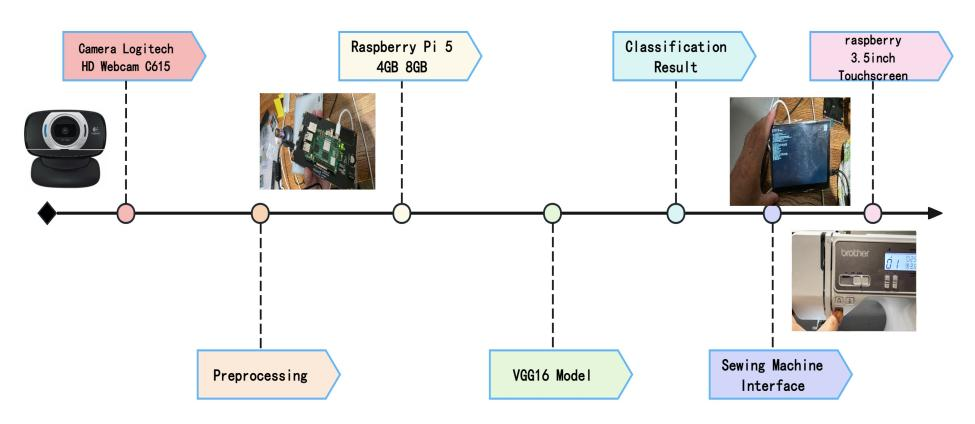 Camera Logitech
HD Webcam C615
Raspberry Pi 5
4GB 8GB
Classification
Result
raspberry
3.5inch
Touchscreen
brother
01
Preprocessing
VGG16 Model
Sewing Machine
Interface